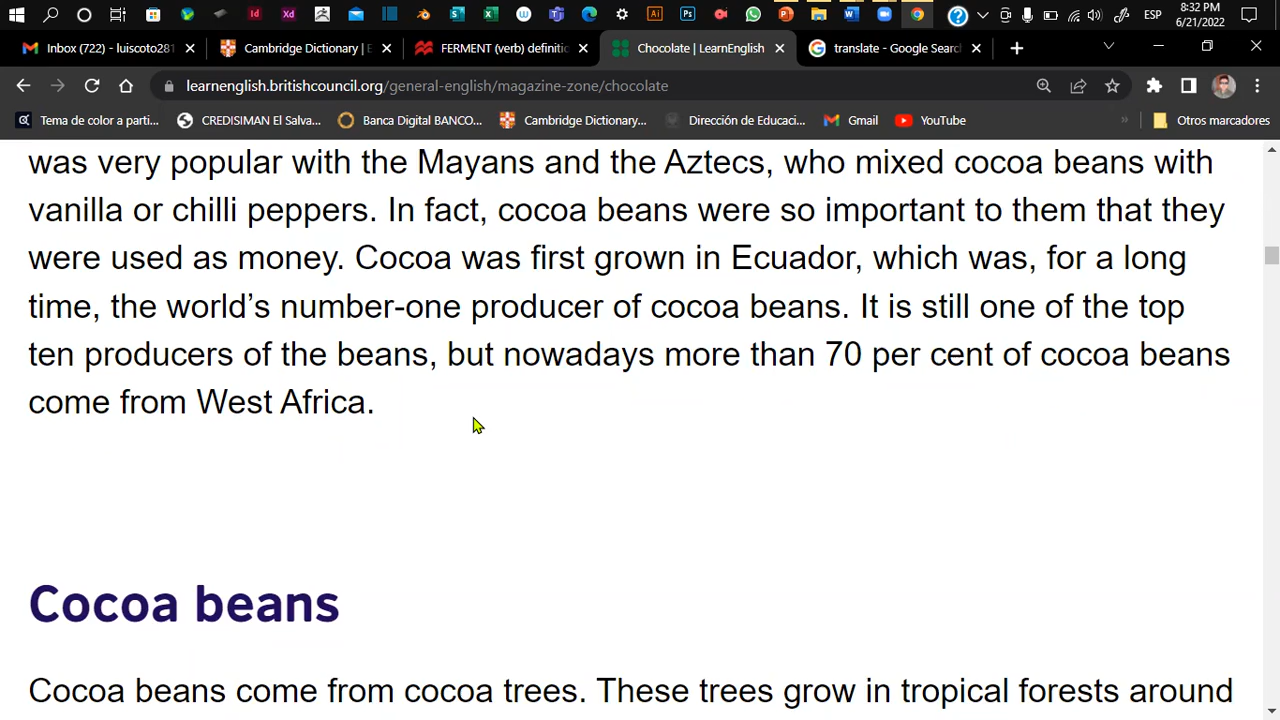 8:32 PM
ESP
6/21/2022
Inbox (722) - luiscoto281
Cambridge Dictionary | E
FERMENT (verb) definitio
Chocolate | LearnEnglish
translate - Google Search
learnenglish.britishcouncil.org/general-english/magazine-zone/chocolate
Tema de color a parti...
CREDISIMAN El Salva...
Banca Digital BANCO...
Cambridge Dictionary...
Dirección de Educaci...
Gmail
YouTube
»
Otros marcadores
was very popular with the Mayans and the Aztecs, who mixed cocoa beans with
vanilla or chilli peppers. In fact, cocoa beans were so important to them that they
were used as money. Cocoa was first grown in Ecuador, which was, for a long
time, the world's number-one producer of cocoa beans. It is still one of the top
ten producers of the beans, but nowadays more than 70 per cent of cocoa beans
come from West Africa.
Cocoa beans
Cocoa beans come from cocoa trees. These trees grow in tropical forests around